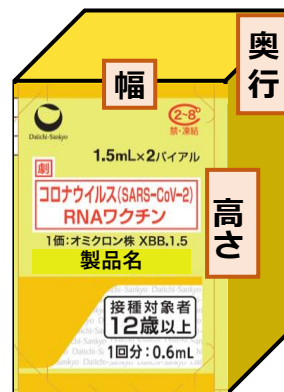 奥行
幅
Daiichi-Sankyo
2~8°
禁・凍結
1.5mL×2バイアル
劇
コロナウイルス(SARS-CoV-2)
RNAワクチン
1価:オミクロン株 XBB.1.5
製品名
高さ
接種対象者
12歳以上
1回分:0.6mL